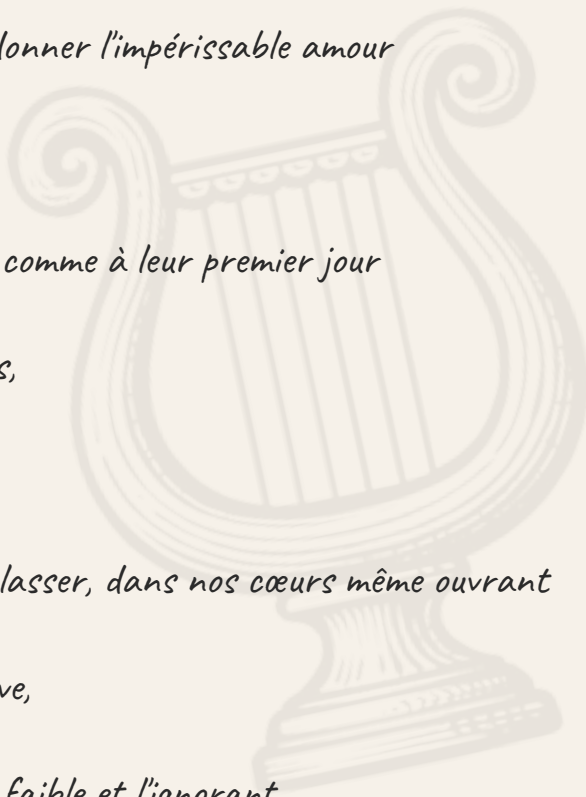 donner l'impérissable amour
comme à leur premier jour
s,
lasser, dans nos cœurs même ouvrant
ve,
faible et l'ignorant